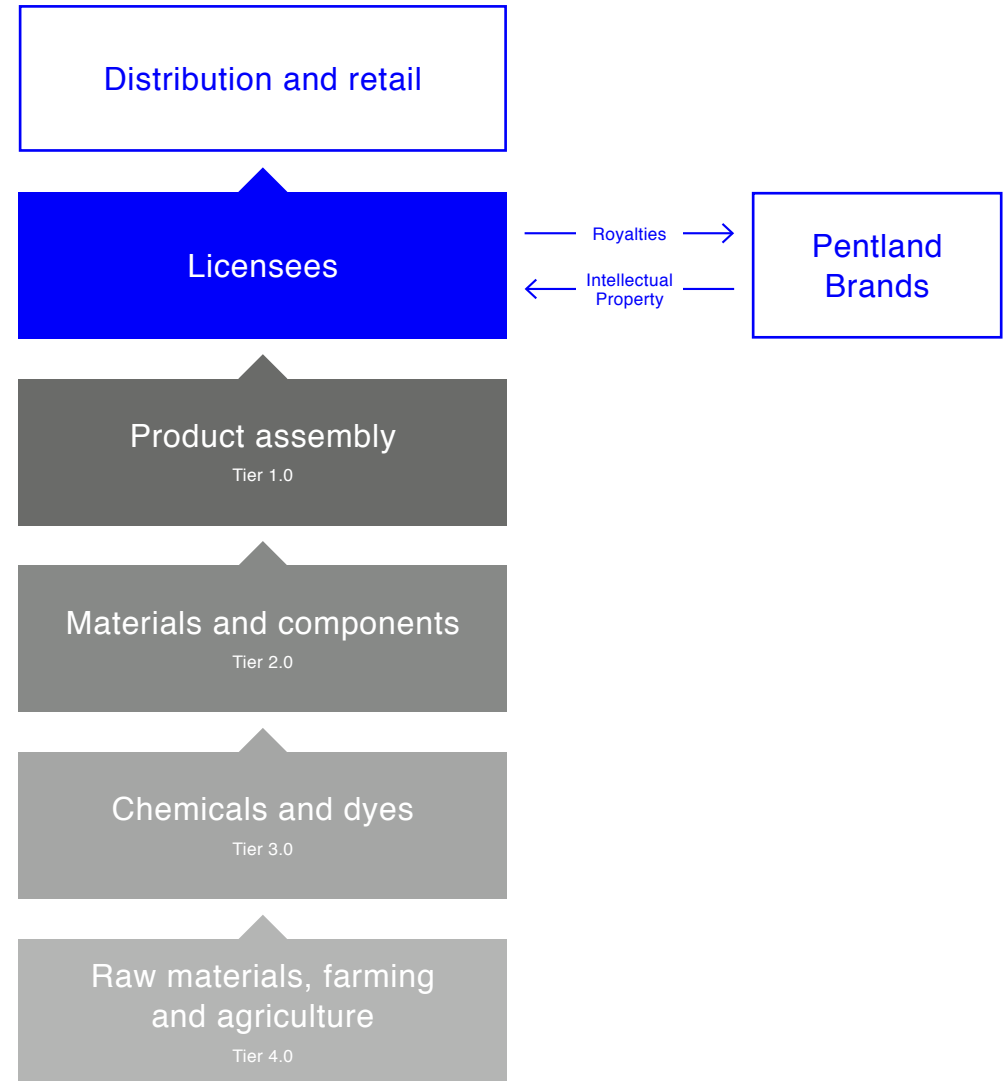 Distribution and retail
Licensees
Royalties
Intellectual
Property
Pentland
Brands
Product assembly
Tier 1.0
Materials and components
Tier 2.0
Chemicals and dyes
Tier 3.0
Raw materials, farming
and agriculture
Tier 4.0